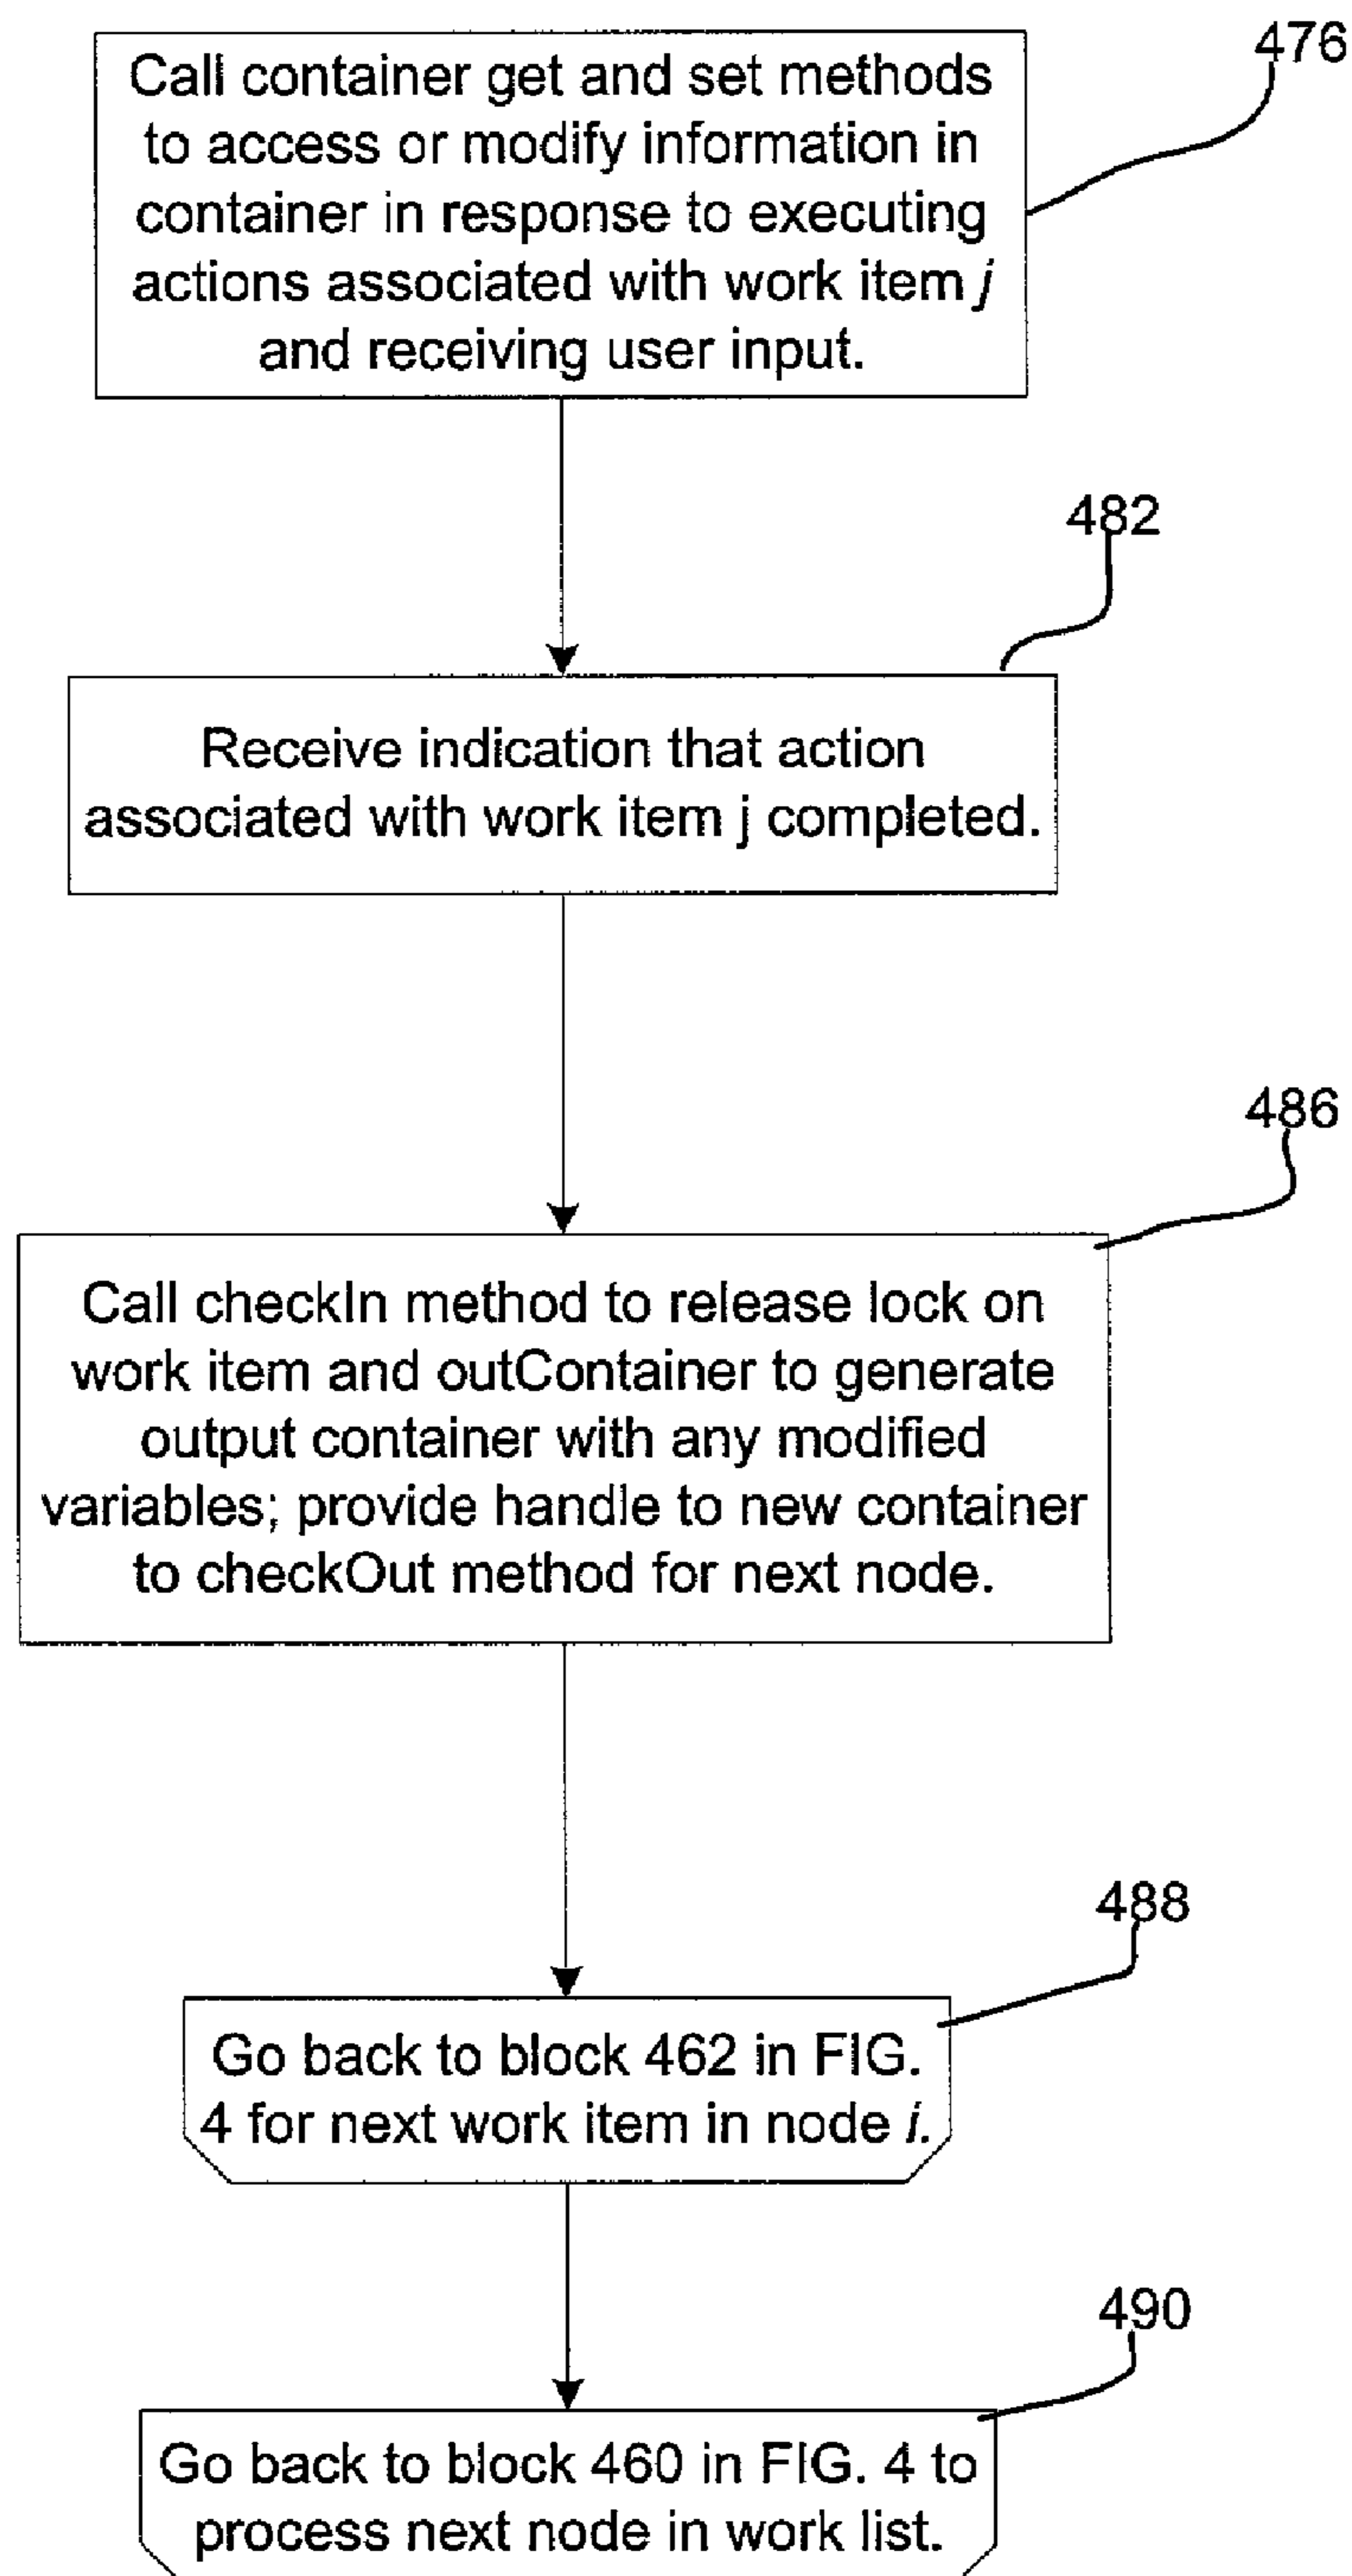 476
Call container get and set methods
to access or modify information in
container in response to executing
actions associated with work item j
and receiving user input.
482
Receive indication that action
associated with work item j completed.
486
Call checkIn method to release lock on
work item and outContainer to generate
output container with any modified
variables; provide handle to new container
to checkOut method for next node.
488
Go back to block 462 in FIG.
4 for next work item in node i.
490
Go back to block 460 in FIG. 4 to
process next node in work list.